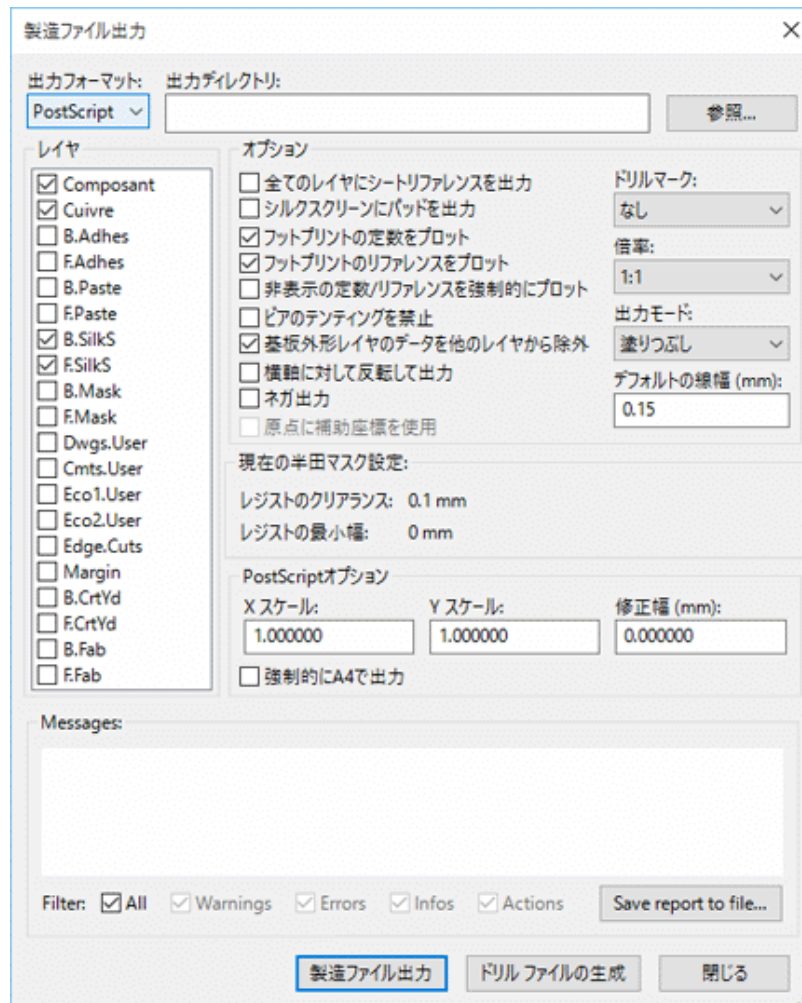 製造ファイル出力
出力フォーマット: 出力ディレクトリ:
PostScript 参照...
レイヤ
Composant
Cuivre
B.Adhes
F.Adhes
B.Paste
F.Paste
B.SilkS
F.SilkS
B.Mask
F.Mask
Dwgs.User
Cmts.User
Eco1.User
Eco2.User
Edge.Cuts
Margin
B.CrtYd
F.CrtYd
B.Fab
F.Fab
オプション
全てのレイヤにシートリファレンスを出力
シルクスクリーンにパッドを出力
フットプリントの定数をプロット
フットプリントのリファレンスをプロット
非表示の定数/リファレンスを強制的にプロット
ビアのテンティングを禁止
基板外形レイヤのデータを他のレイヤから除外
横軸に対して反転して出力
ネガ出力
原点に補助座標を使用
ドリルマーク:
なし
倍率:
1:1
出力モード:
塗りつぶし
デフォルトの線幅 (mm):
0.15
現在の半田マスク設定:
レジストのクリアランス: 0.1 mm
レジストの最小幅: 0 mm
PostScriptオプション
X スケール: Y スケール: 修正幅 (mm):
1.000000 1.000000 0.000000
強制的にA4で出力
Messages:
Filter: All Warnings Errors Infos Actions Save report to file...
製造ファイル出力 ドリル ファイルの生成 閉じる